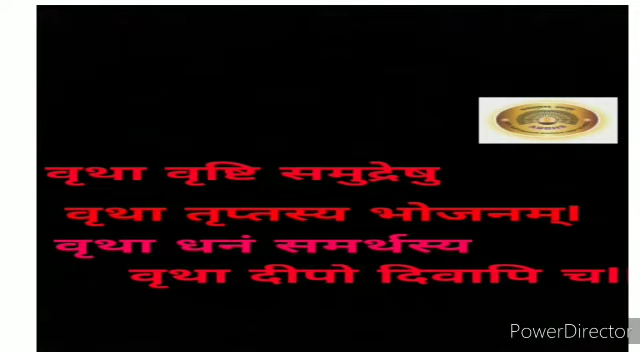 वृथा वृष्टि समुद्रेषु
वृथा तृप्तस्य भोजनम्।
वृथा धनं समर्थस्य
वृथा दीपो दिवापि च।।
PowerDirector